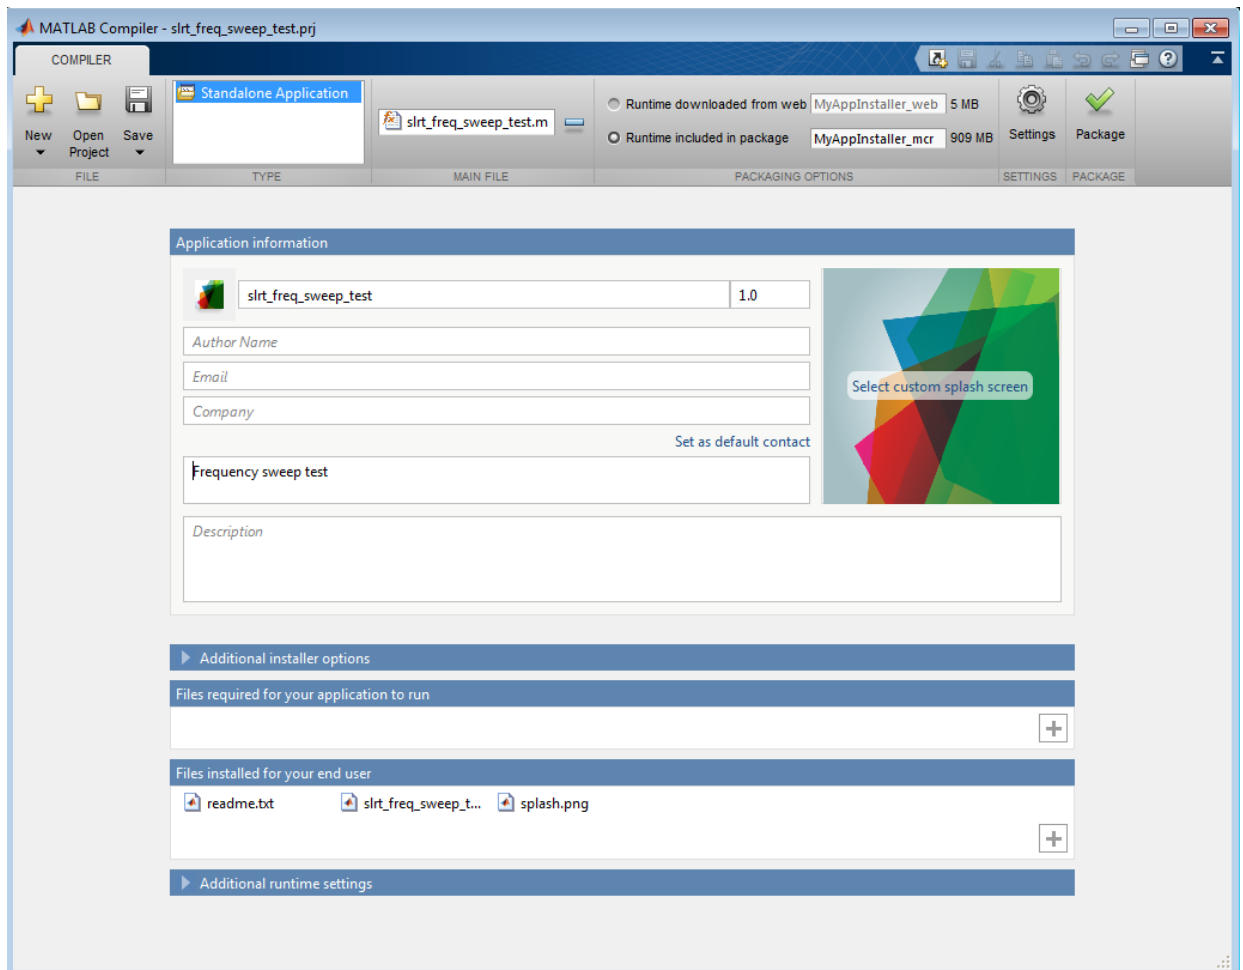 MATLAB Compiler - slrt_freq_sweep_test.prj
COMPILER
New
Open Project
Save
FILE
Standalone Application
TYPE
slrt_freq_sweep_test.m
MAIN FILE
Runtime downloaded from web MyAppInstaller_web 5 MB
Runtime included in package MyAppInstaller_mcr 909 MB
PACKAGING OPTIONS
Settings
SETTINGS
Package
PACKAGE
Application information
slrt_freq_sweep_test 1.0
Author Name
Email
Company
Set as default contact
Select custom splash screen
Frequency sweep test
Description
Additional installer options
Files required for your application to run
Files installed for your end user
readme.txt slrt_freq_sweep_t... splash.png
Additional runtime settings